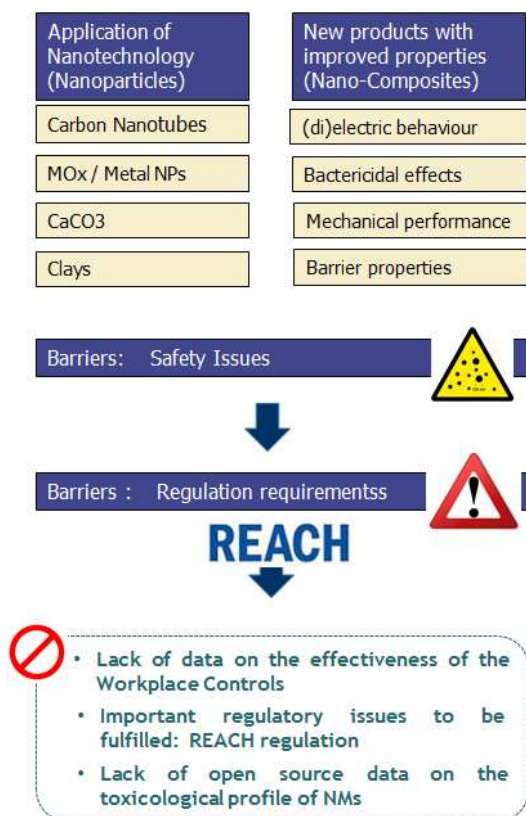 Application of
Nanotechnology
(Nanoparticles)
Carbon Nanotubes
MOx / Metal NPs
CaCO3
Clays
New products with
improved properties
(Nano-Composites)
(di)electric behaviour
Bactericidal effects
Mechanical performance
Barrier properties
Barriers: Safety Issues
Barriers : Regulation requirementss
REACH
• Lack of data on the effectiveness of the
Workplace Controls
• Important regulatory issues to be
fulfilled: REACH regulation
• Lack of open source data on the
toxicological profile of NMs